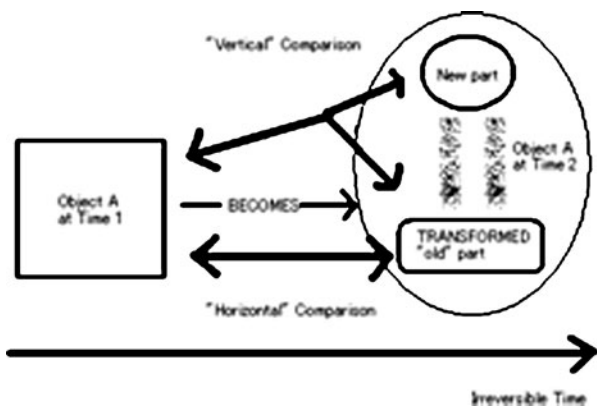 "Vertical" Comparison
New part
Object A
at Time 2
Object A
at Time 1
BECOMES
TRANSFORMED
"old" part
"Horizontal" Comparison
Irreversible Time